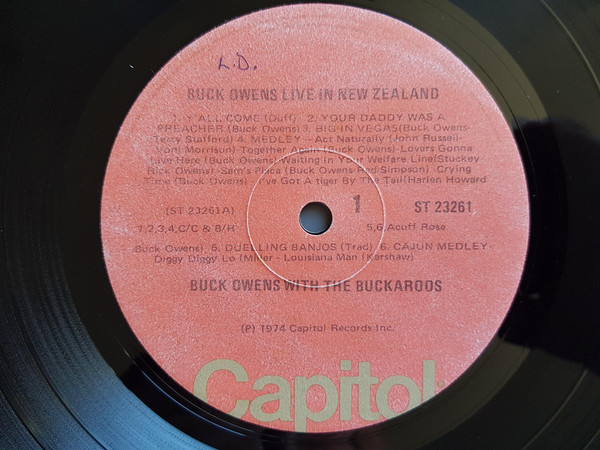 L.D.
BUCK OWENS LIVE IN NEW ZEALAND
1. Y'ALL COME (Duff) 2. YOUR DADDY WAS A
PREACHER (Buck Owens) 3. BIG IN VEGAS (Buck Owens-
Terry Stafford) 4. MEDLEY - Act Naturally (John Russell-
Vori Morrison) -Together Again (Buck Owens) -Lovers Gonna
Live Here (Buck Owens) Waiting In Your Welfare Line (Stuckey
Rick Owens) -Sam's Place (Buck Owens Red Simpson) Crying
Time (Buck Owens) - I've Got A tiger By The Tail (Harlen Howard
(ST 23261A)
1
ST 23261
1,2,3,4,C/C & B/H
5,6,Acuff Rose
Buck Owens) 5. DUELLING BANJOS (Trad) 6. CAJUN MEDLEY-
Diggy Diggy Lo (Miller - Louisiana Man (Kershaw)
BUCK OWENS WITH THE BUCKAROOS
(P) 1974 Capitol Records Inc.
Capitol